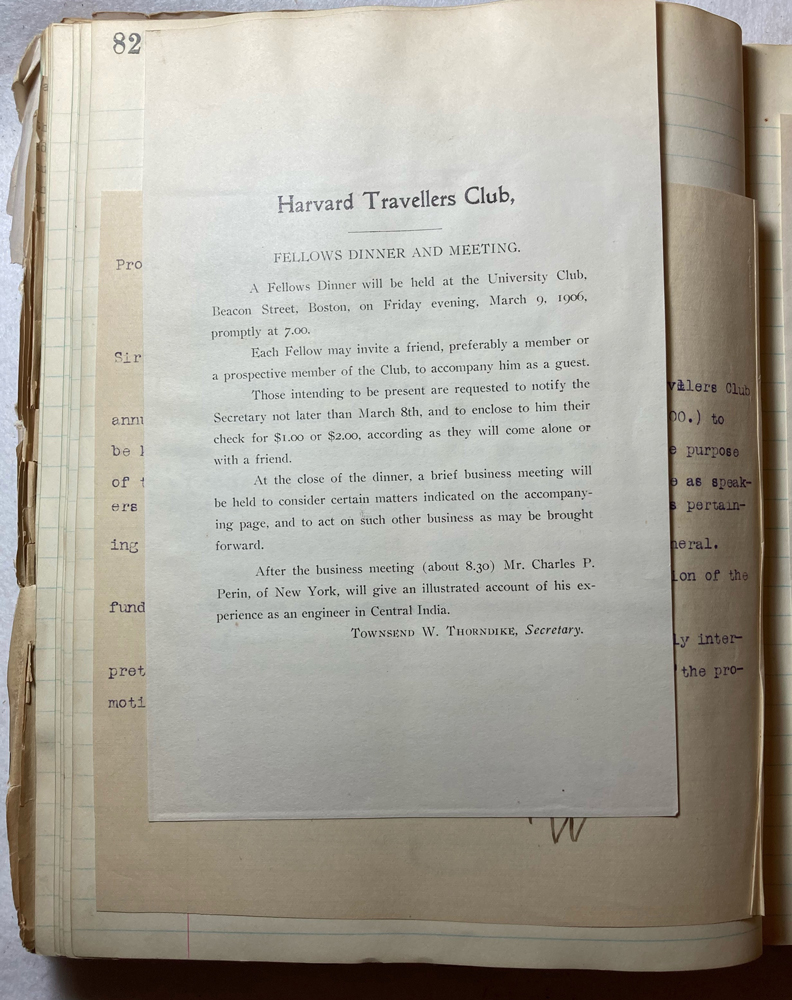 82
Harvard Travellers Club,
FELLOWS DINNER AND MEETING.
A Fellows Dinner will be held at the University Club,
Beacon Street, Boston, on Friday evening, March 9, 1906,
promptly at 7.00.
Each Fellow may invite a friend, preferably a member or
a prospective member of the Club, to accompany him as a guest.
Those intending to be present are requested to notify the
Secretary not later than March 8th, and to enclose to him their
check for $1.00 or $2.00, according as they will come alone or
with a friend.
At the close of the dinner, a brief business meeting will
be held to consider certain matters indicated on the accompany-
ing page, and to act on such other business as may be brought
forward.
After the business meeting (about 8.30) Mr. Charles P.
Perin, of New York, will give an illustrated account of his ex-
perience as an engineer in Central India.
TOWNSEND W. THORNDIKE, Secretary.
Pro
Sir
vellers Club
annu
00.) to
be
purpose
of
as speak-
ers
pertain-
ing
neral.
ion of the
fund
ly inter-
pret
the pro-
moti